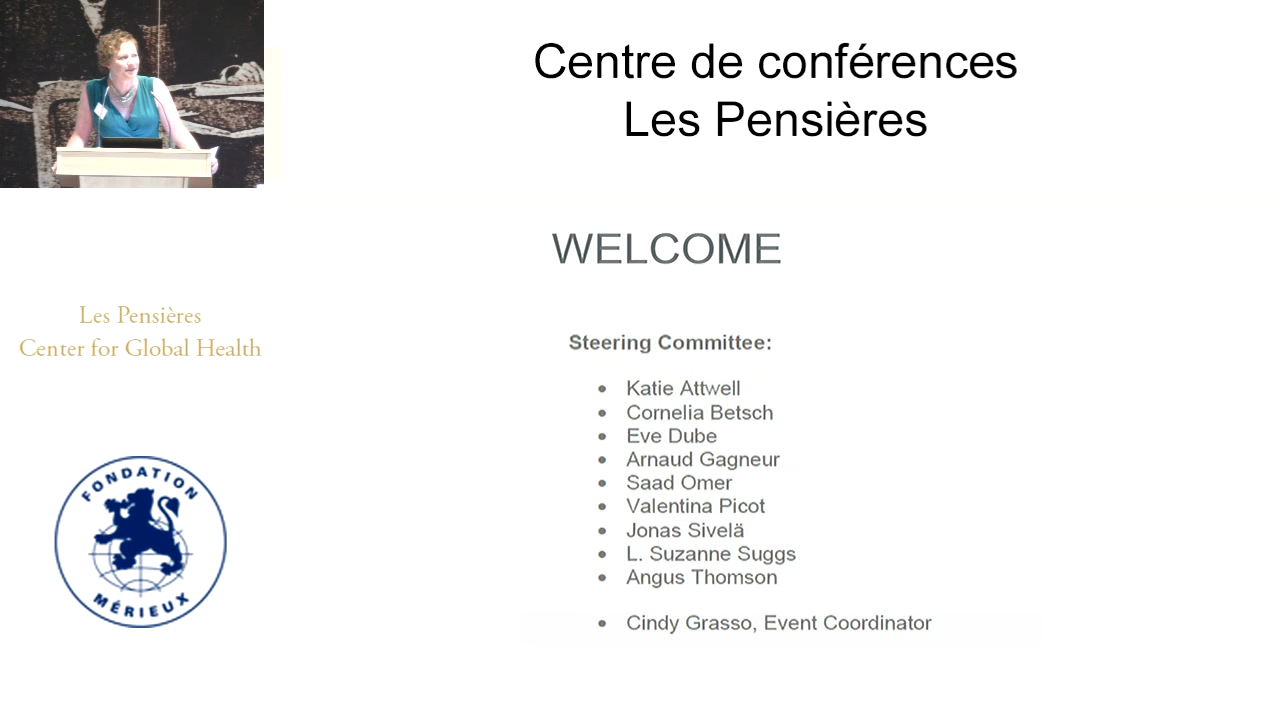 Centre de conférences
Les Pensières
WELCOME
Les Pensières
Center for Global Health
Steering Committee:
• Katie Attwell
• Cornelia Betsch
• Eve Dube
• Arnaud Gagneur
• Saad Omer
• Valentina Picot
• Jonas Sivelä
• L. Suzanne Suggs
• Angus Thomson
• Cindy Grasso, Event Coordinator
FONDATION
MÉRIEUX